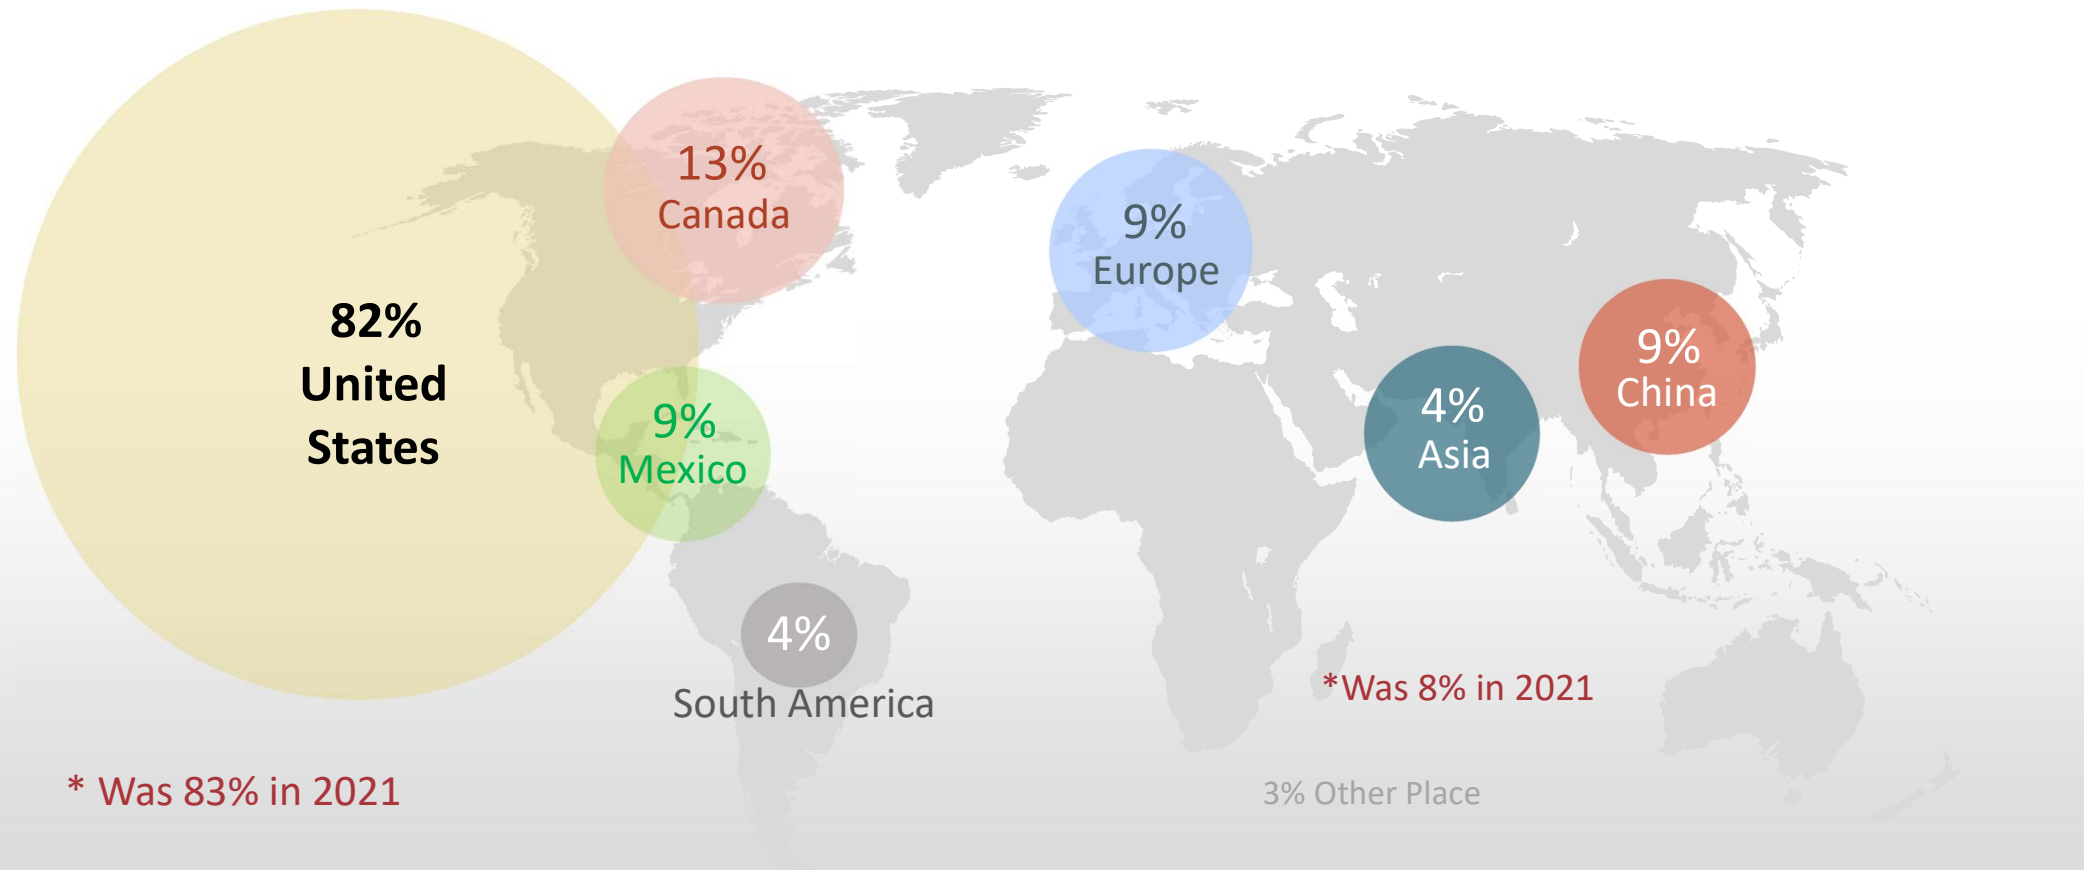 82%
United
States
13%
Canada
9%
Mexico
4%
South America
9%
Europe
4%
Asia
9%
China
*Was 8% in 2021
* Was 83% in 2021
3% Other Place